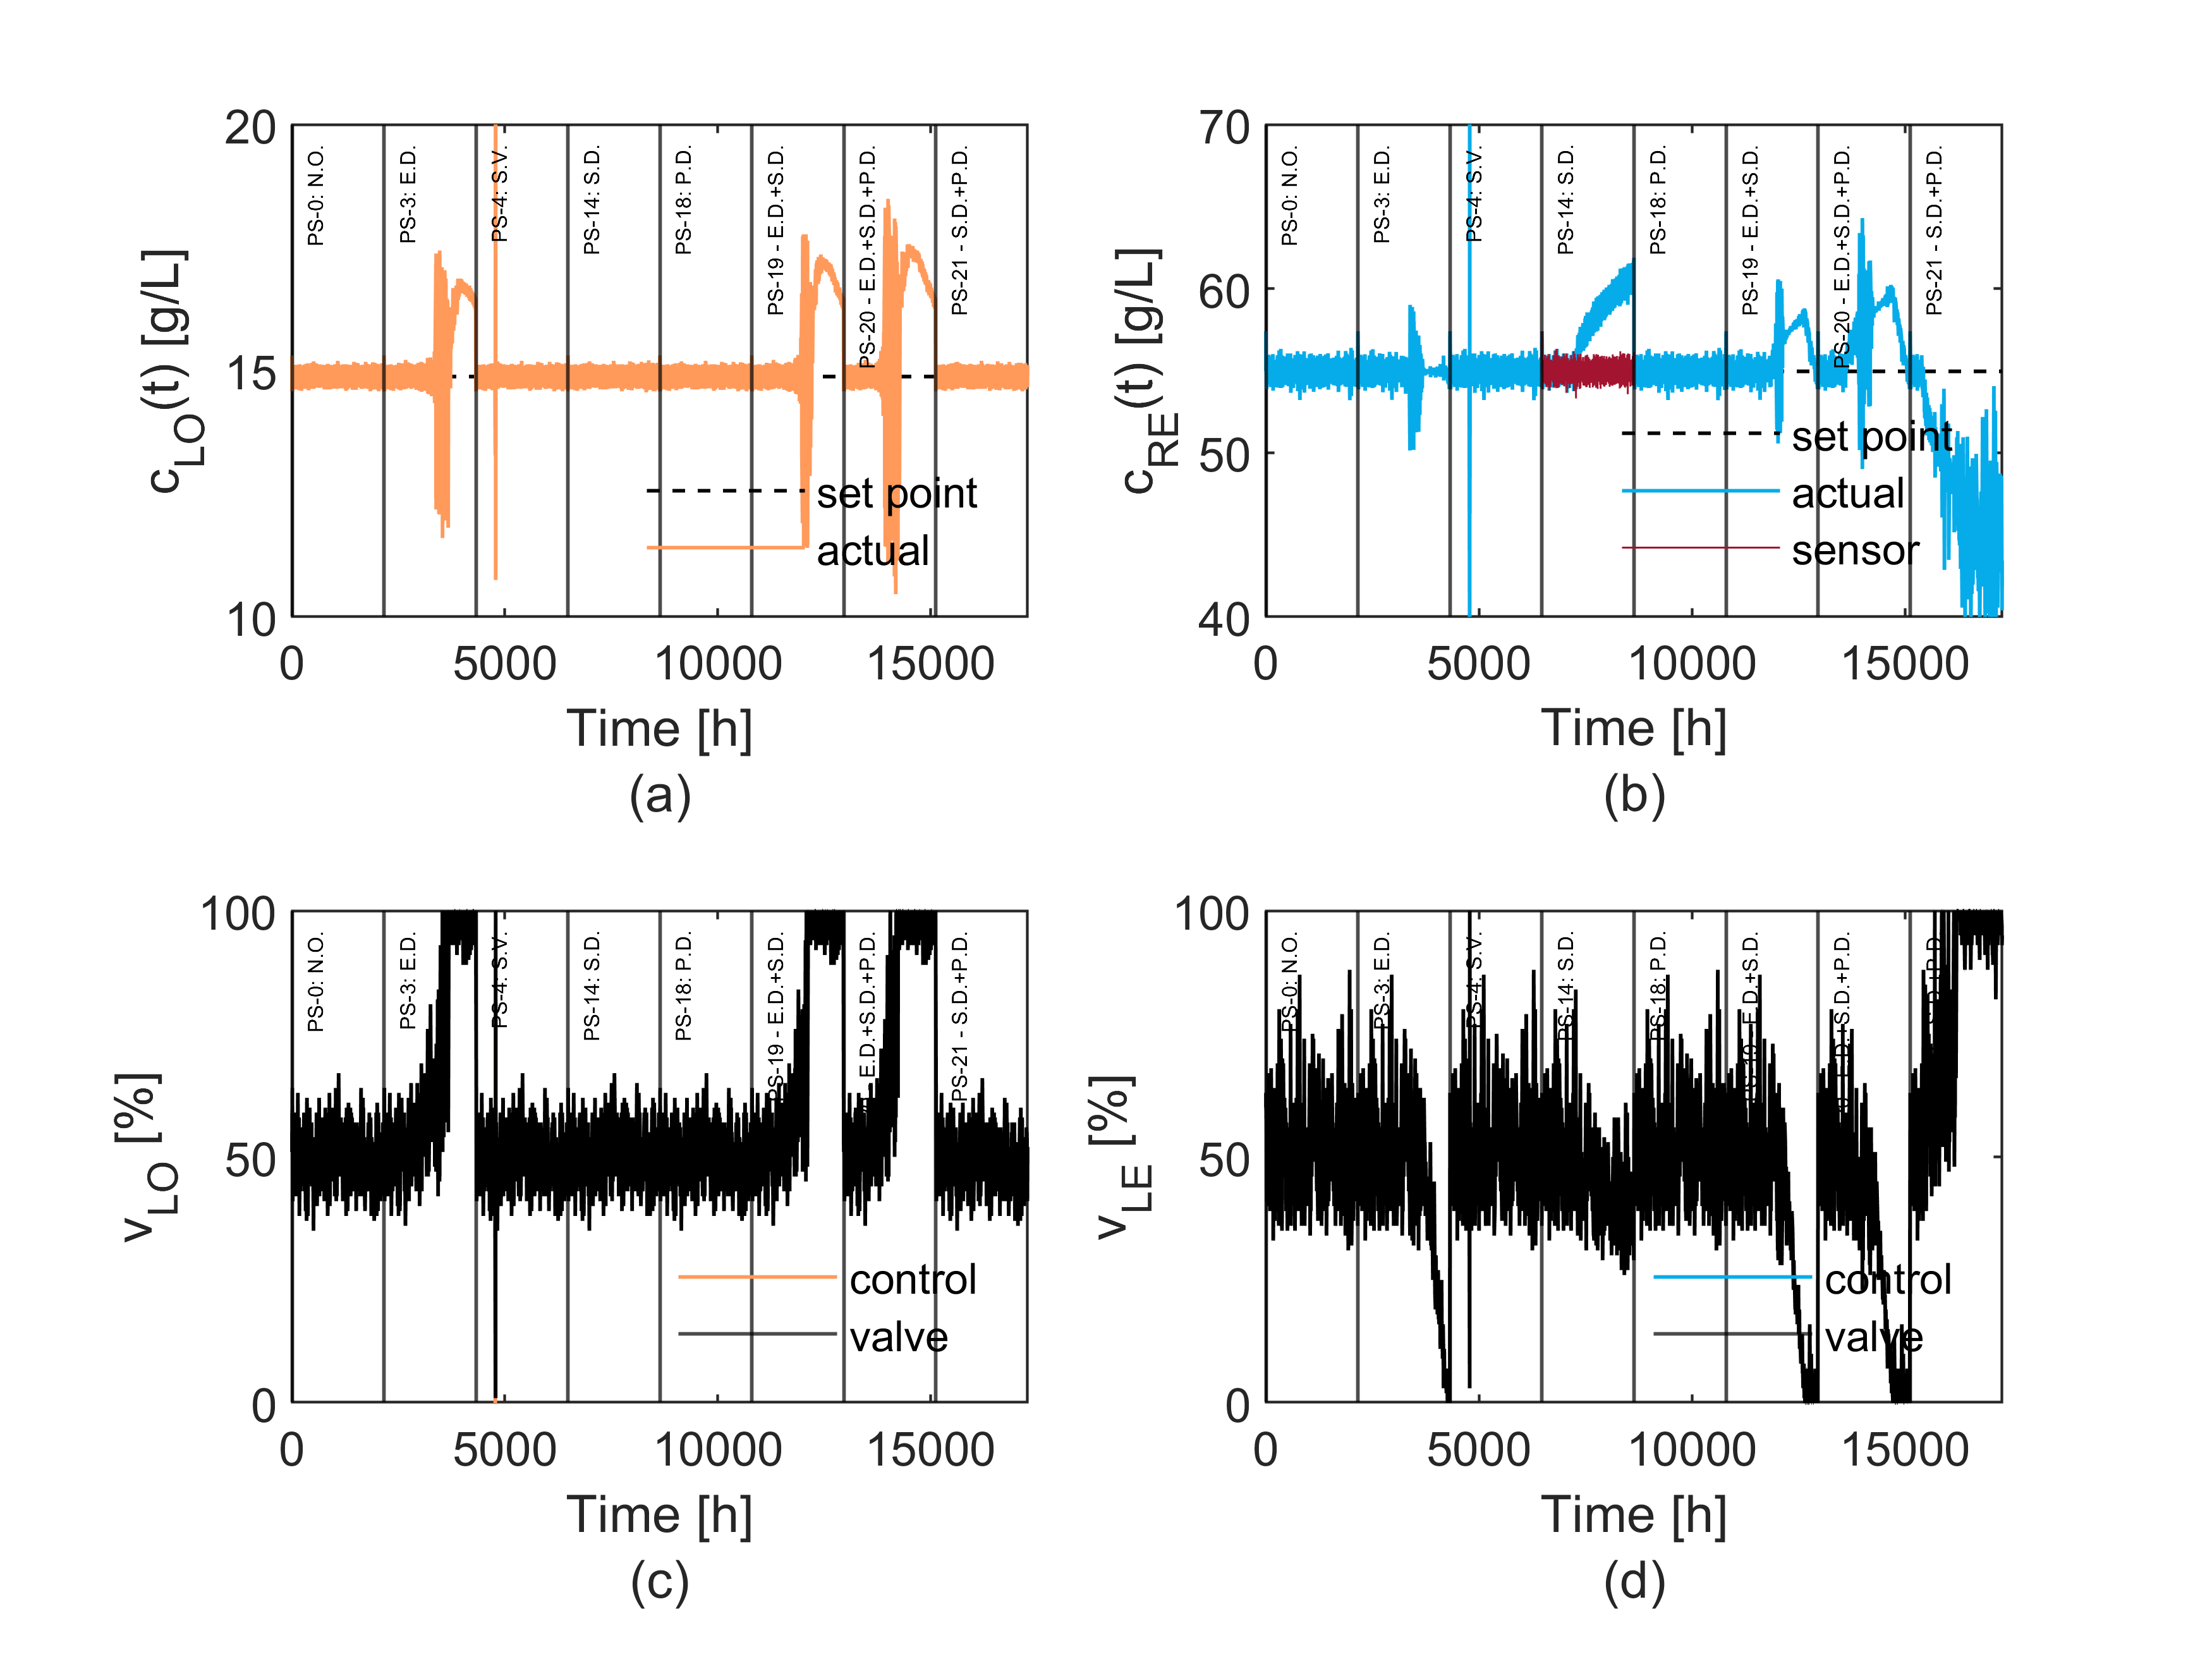 20
15
10
c_LO(t) [g/L]
PS-0: N.O.
PS-3: E.D.
PS-4: S.V.
PS-14: S.D.
PS-18: P.D.
PS-19 - E.D.+S.D.
PS-20 - E.D.+S.D.+P.D.
PS-21 - S.D.+P.D.
set point
actual
0 5000 10000 15000
Time [h]
(a)
70
60
50
40
c_RE(t) [g/L]
PS-0: N.O.
PS-3: E.D.
PS-4: S.V.
PS-14: S.D.
PS-18: P.D.
PS-19 - E.D.+S.D.
PS-20 - E.D.+S.D.+P.D.
PS-21 - S.D.+P.D.
set point
actual
sensor
0 5000 10000 15000
Time [h]
(b)
100
50
0
v_LO [%]
PS-0: N.O.
PS-3: E.D.
PS-4: S.V.
PS-14: S.D.
PS-18: P.D.
PS-19 - E.D.+S.D.
E.D.+S.D.+P.D.
PS-21 - S.D.+P.D.
control
valve
0 5000 10000 15000
Time [h]
(c)
100
50
0
v_LE [%]
PS-0: N.O.
PS-3: E.D.
PS-4: S.V.
PS-14: S.D.
PS-18: P.D.
PS-19 - E.D.+S.D.
E.D.+S.D.+P.D.
S.D.+P.D.
control
valve
0 5000 10000 15000
Time [h]
(d)